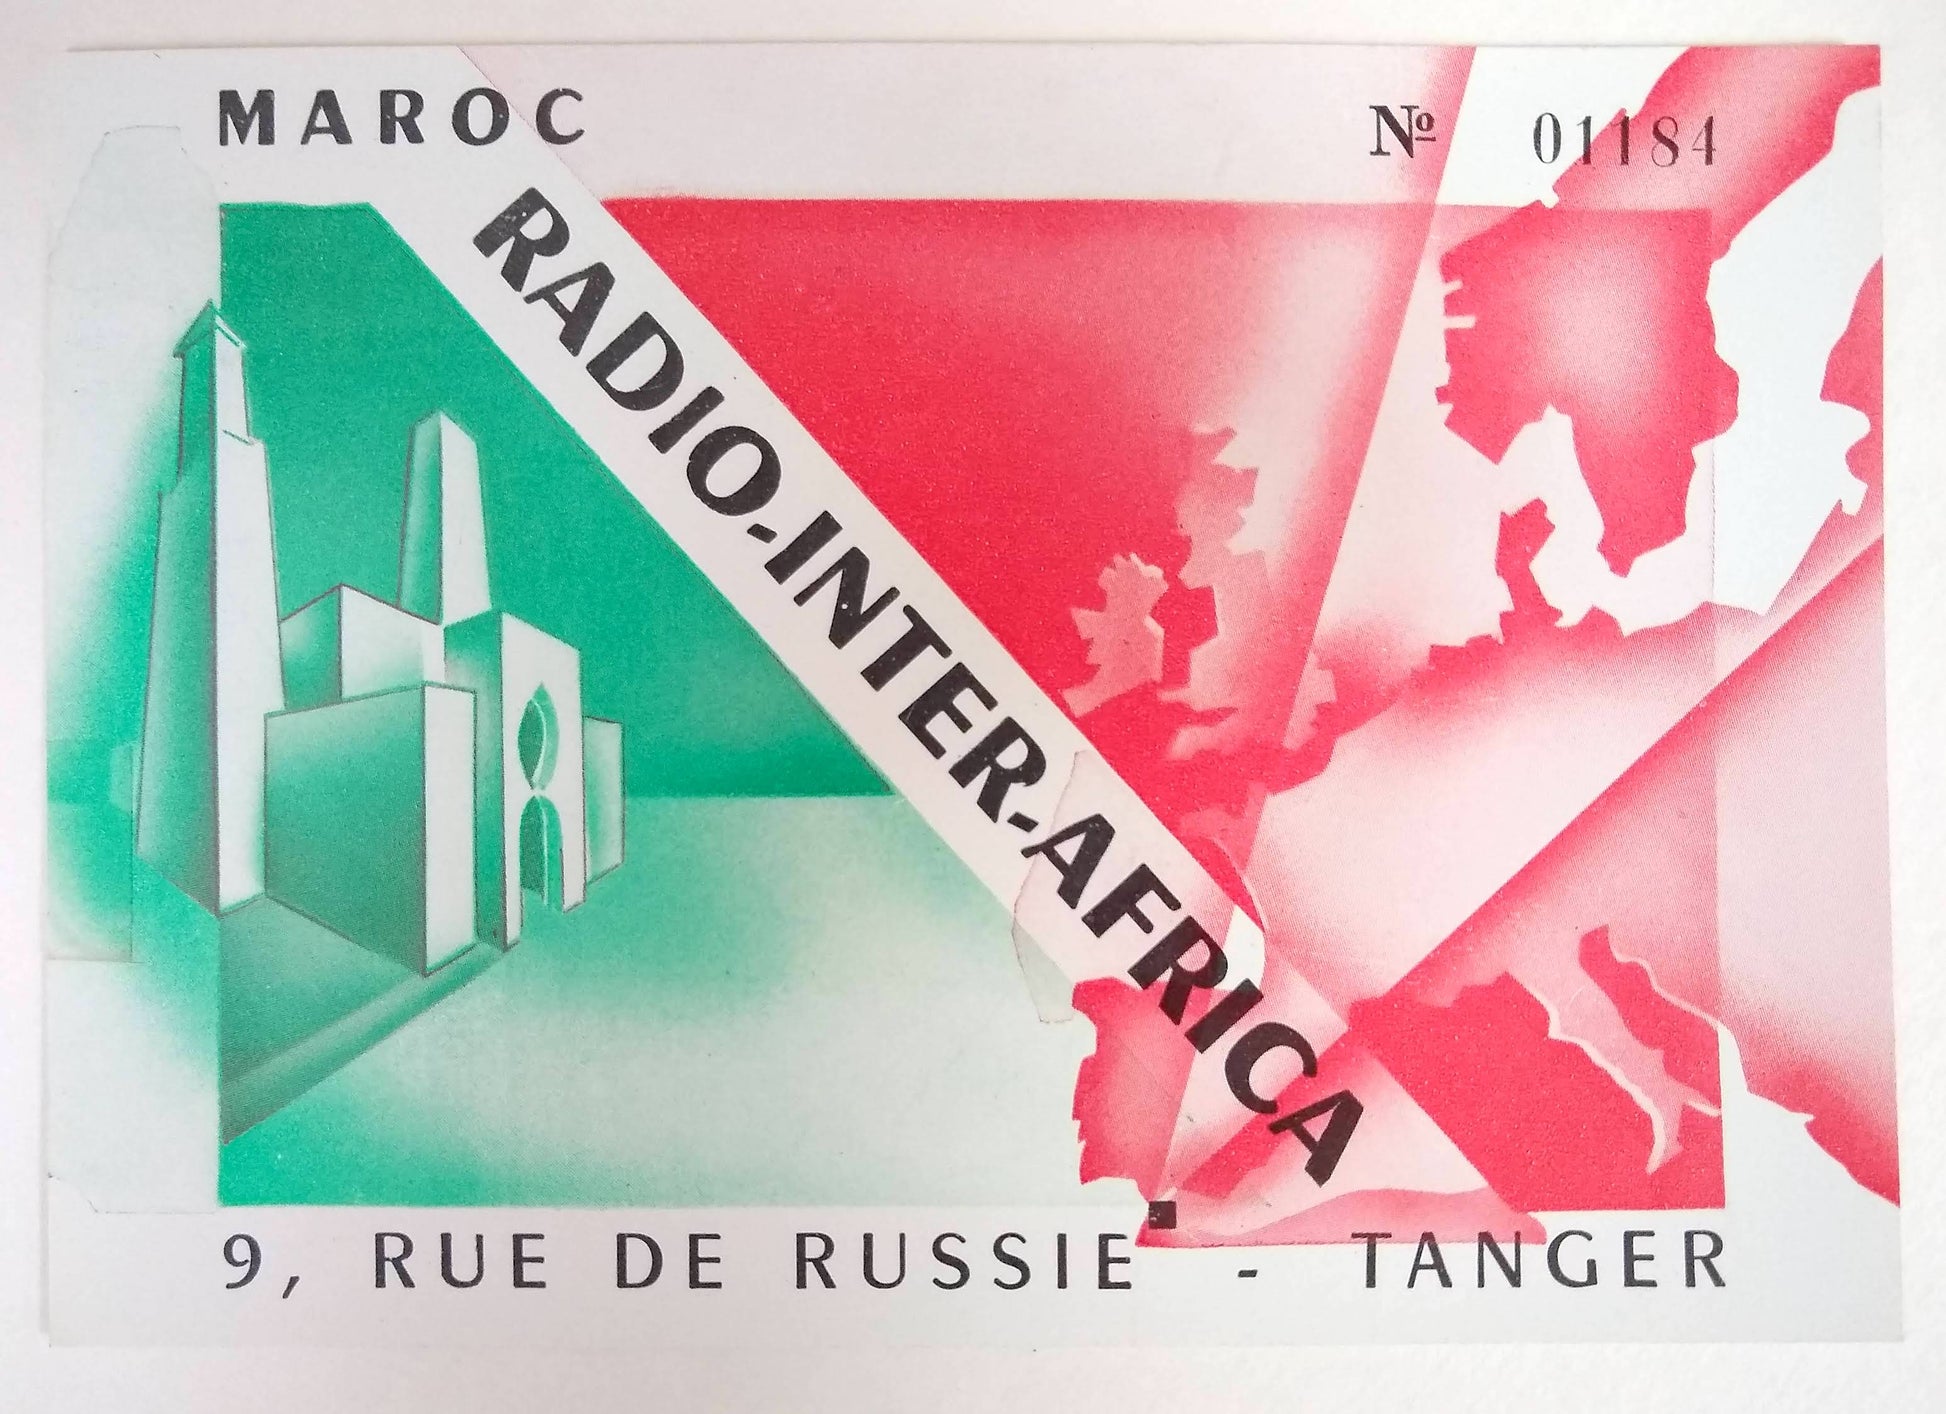 MAROC
Nº 01184
RADIO-INTER-AFRICA
9, RUE DE RUSSIE - TANGER